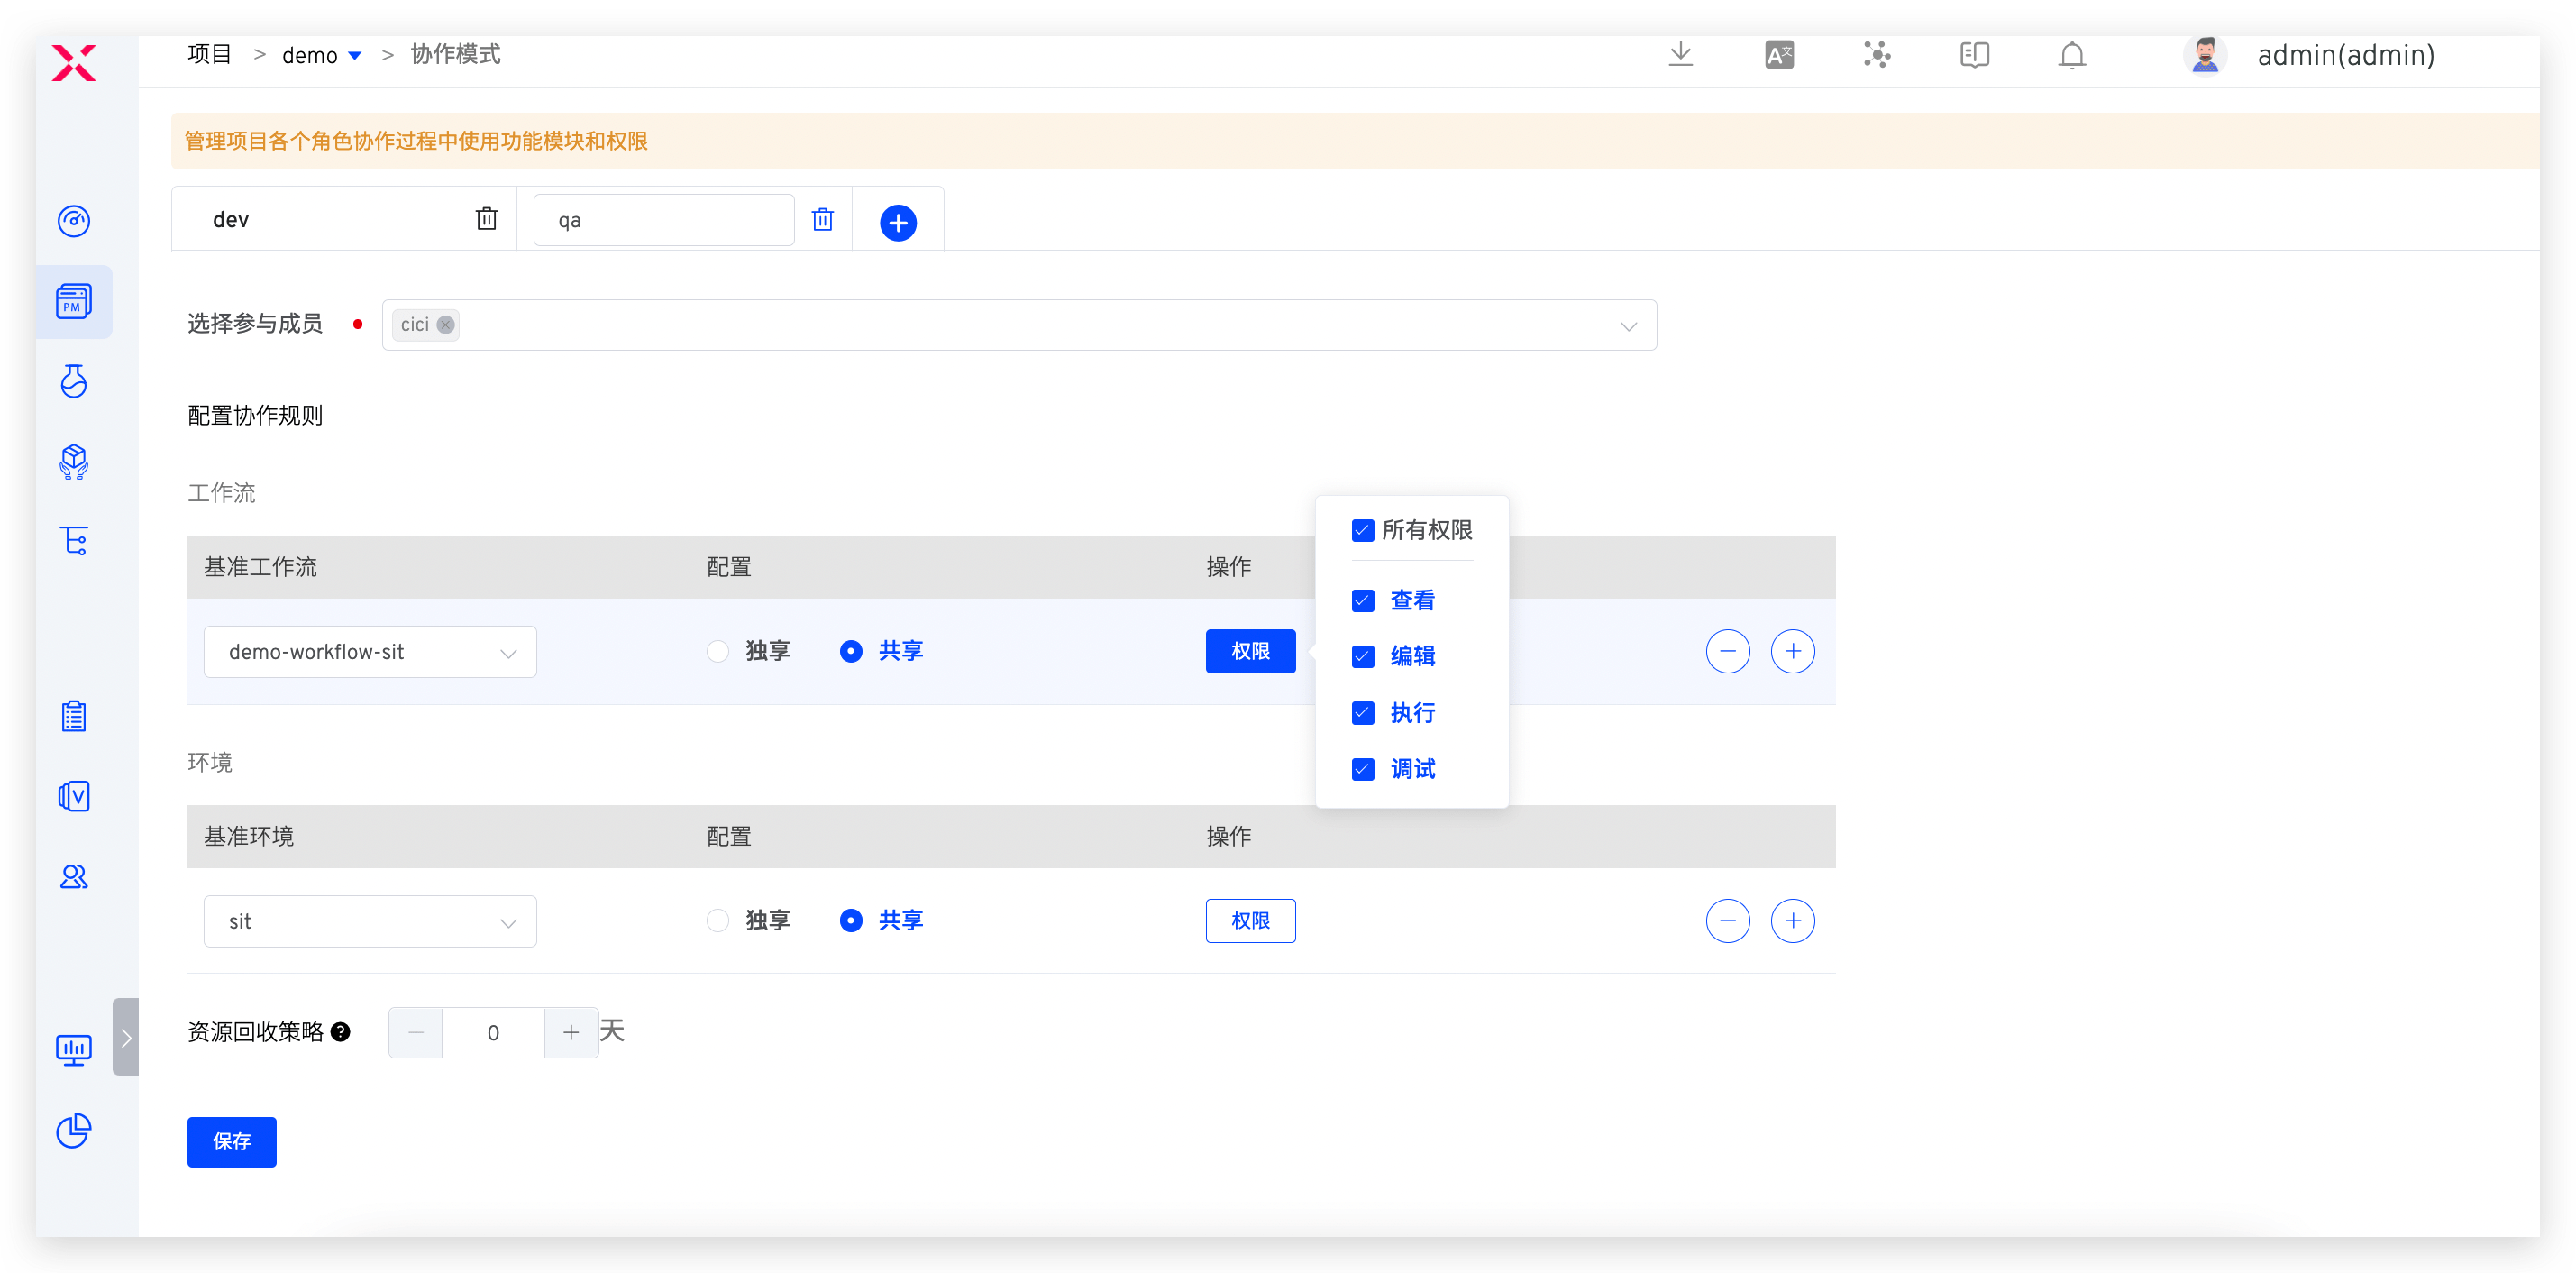 项目 > demo > 协作模式
admin(admin)
管理项目各个角色协作过程中使用功能模块和权限
dev
qa
PM
选择参与成员
cici
配置协作规则
工作流
所有权限
基准工作流 配置 操作
查看
demo-workflow-sit 独享 共享 权限
编辑
执行
调试
环境
基准环境 配置 操作
sit 独享 共享 权限
资源回收策略 ? 0 天
保存